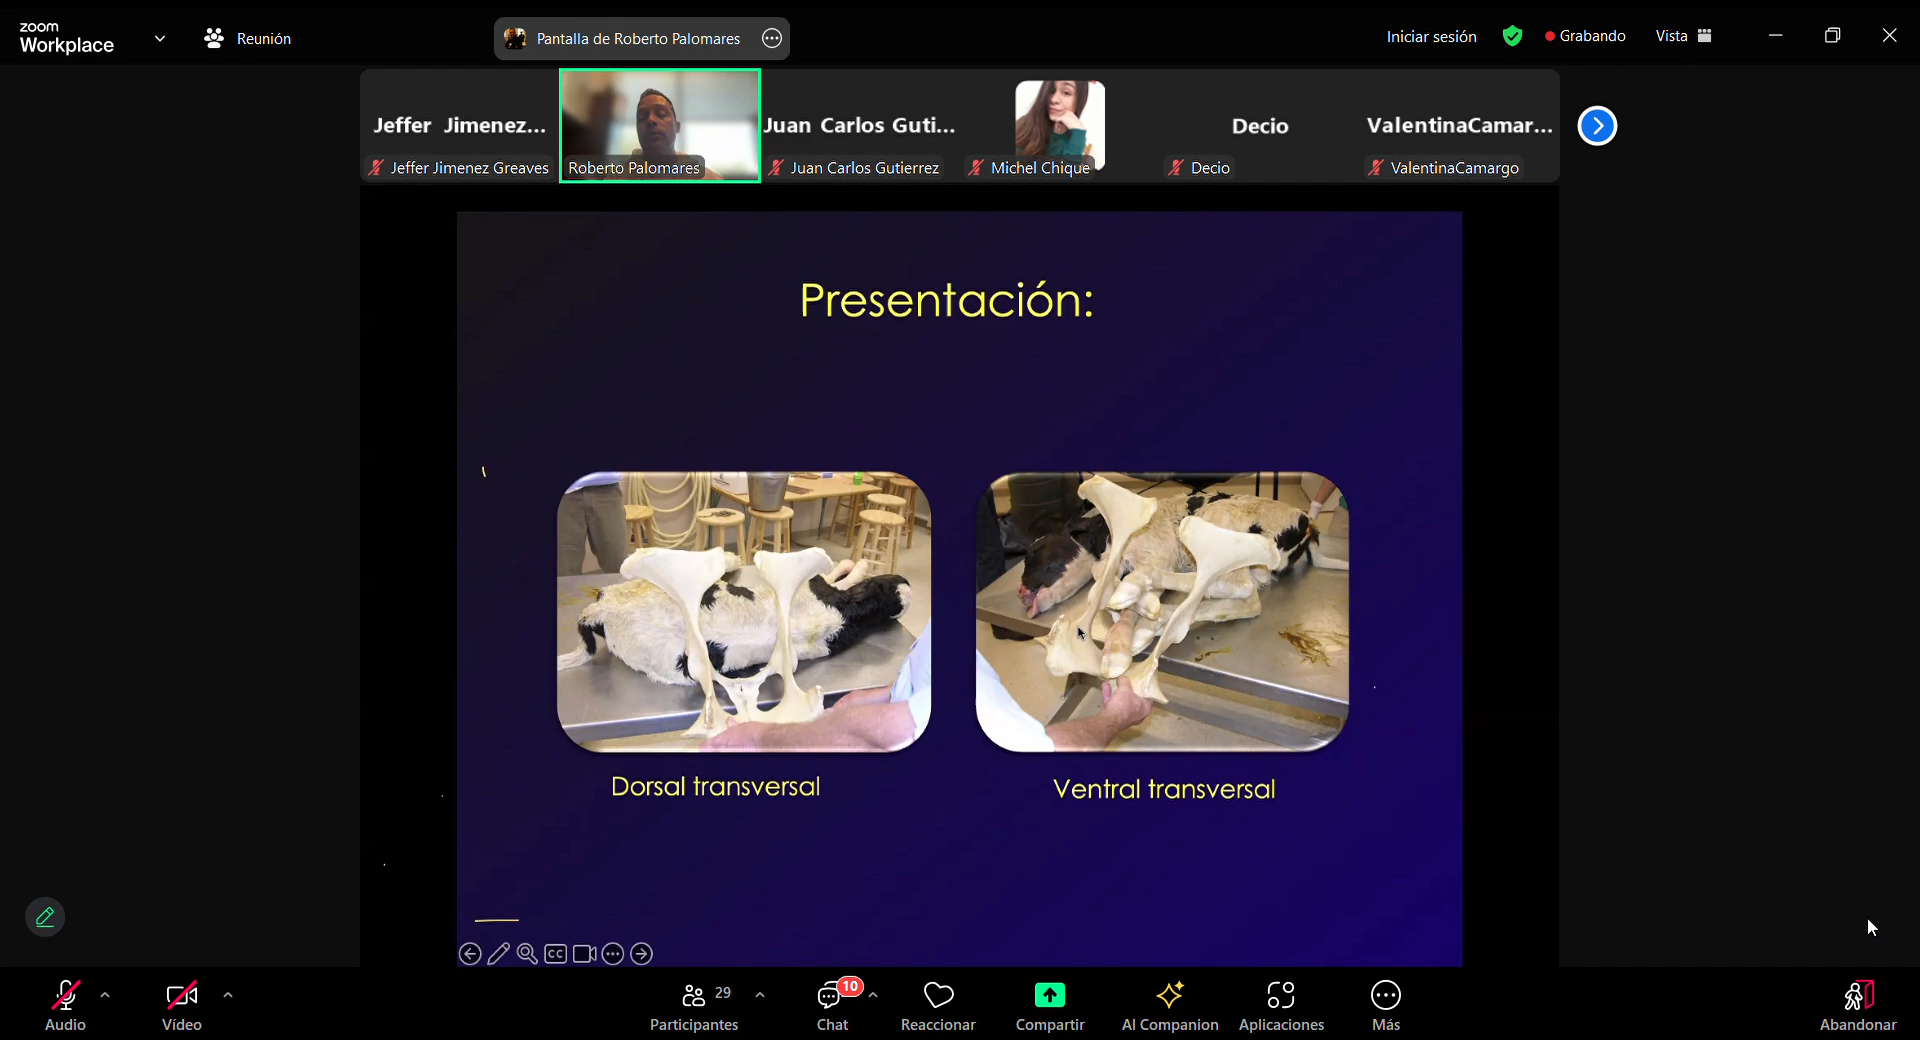 zoom
Workplace
Reunión
Pantalla de Roberto Palomares
Iniciar sesión
Grabando
Vista
Jeffer Jimenez...
Juan Carlos Guti...
Decio
ValentinaCamar...
Jeffer Jimenez Greaves
Roberto Palomares
Juan Carlos Gutierrez
Michel Chique
Decio
ValentinaCamargo
Presentación:
Dorsal transversal
Ventral transversal
CC
29
10
Audio
Vídeo
Participantes
Chat
Reaccionar
Compartir
AI Companion
Aplicaciones
Más
Abandonar